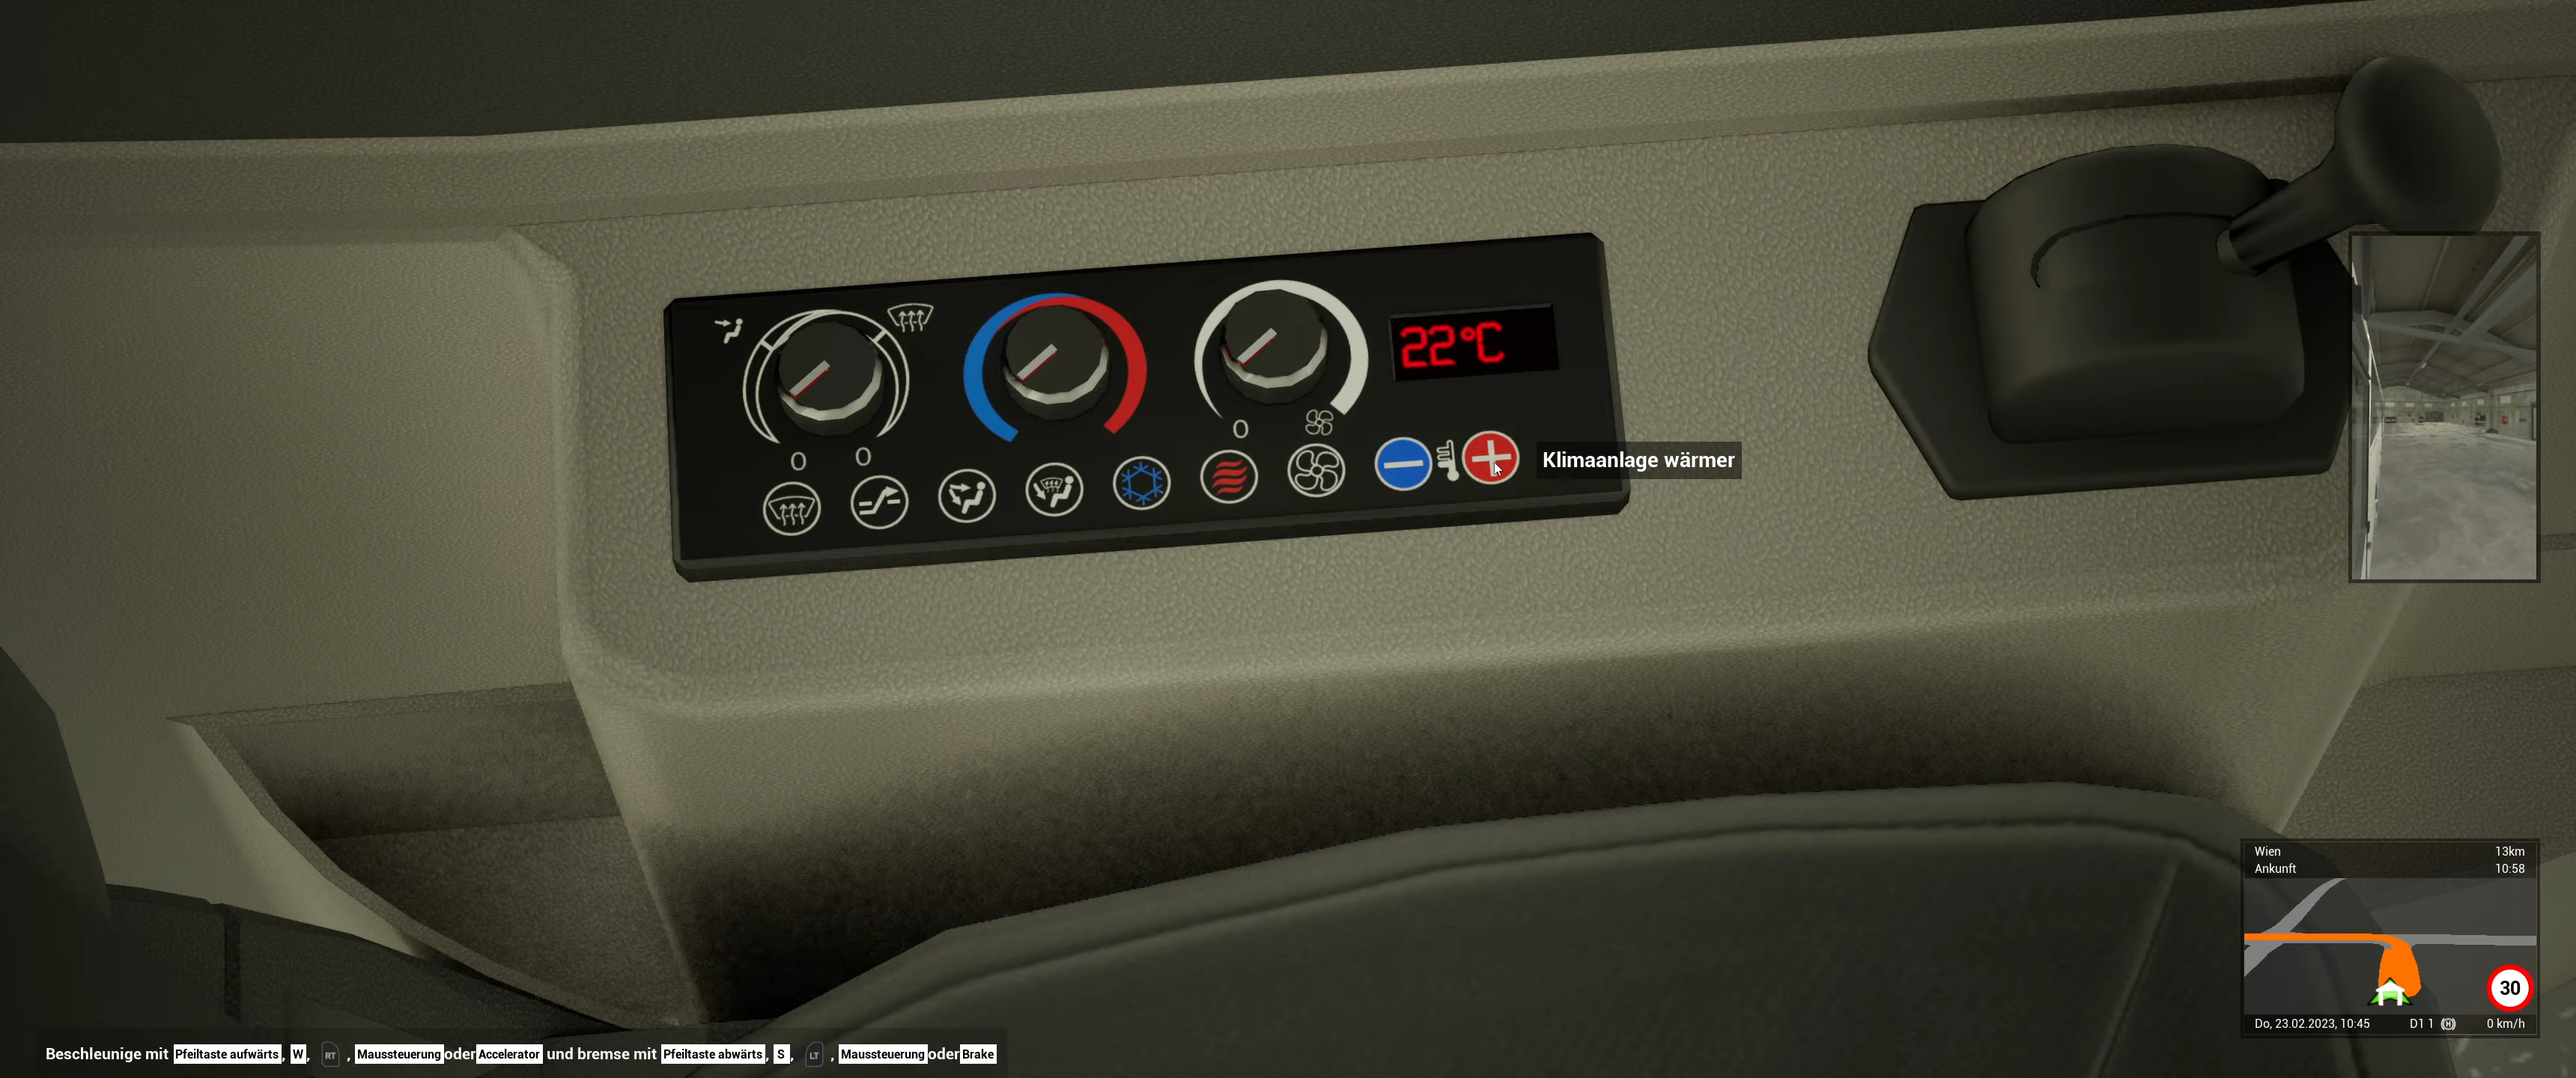 22°C
0
0
0
Klimaanlage wärmer
Wien 13km
Ankunft 10:58
30
Do, 23.02.2023, 10:45 D1 1 (H) 0 km/h
Beschleunige mit Pfeiltaste aufwärts, W, RT , Maussteuerung oder Accelerator und bremse mit Pfeiltaste abwärts, S, LT , Maussteuerung oder Brake